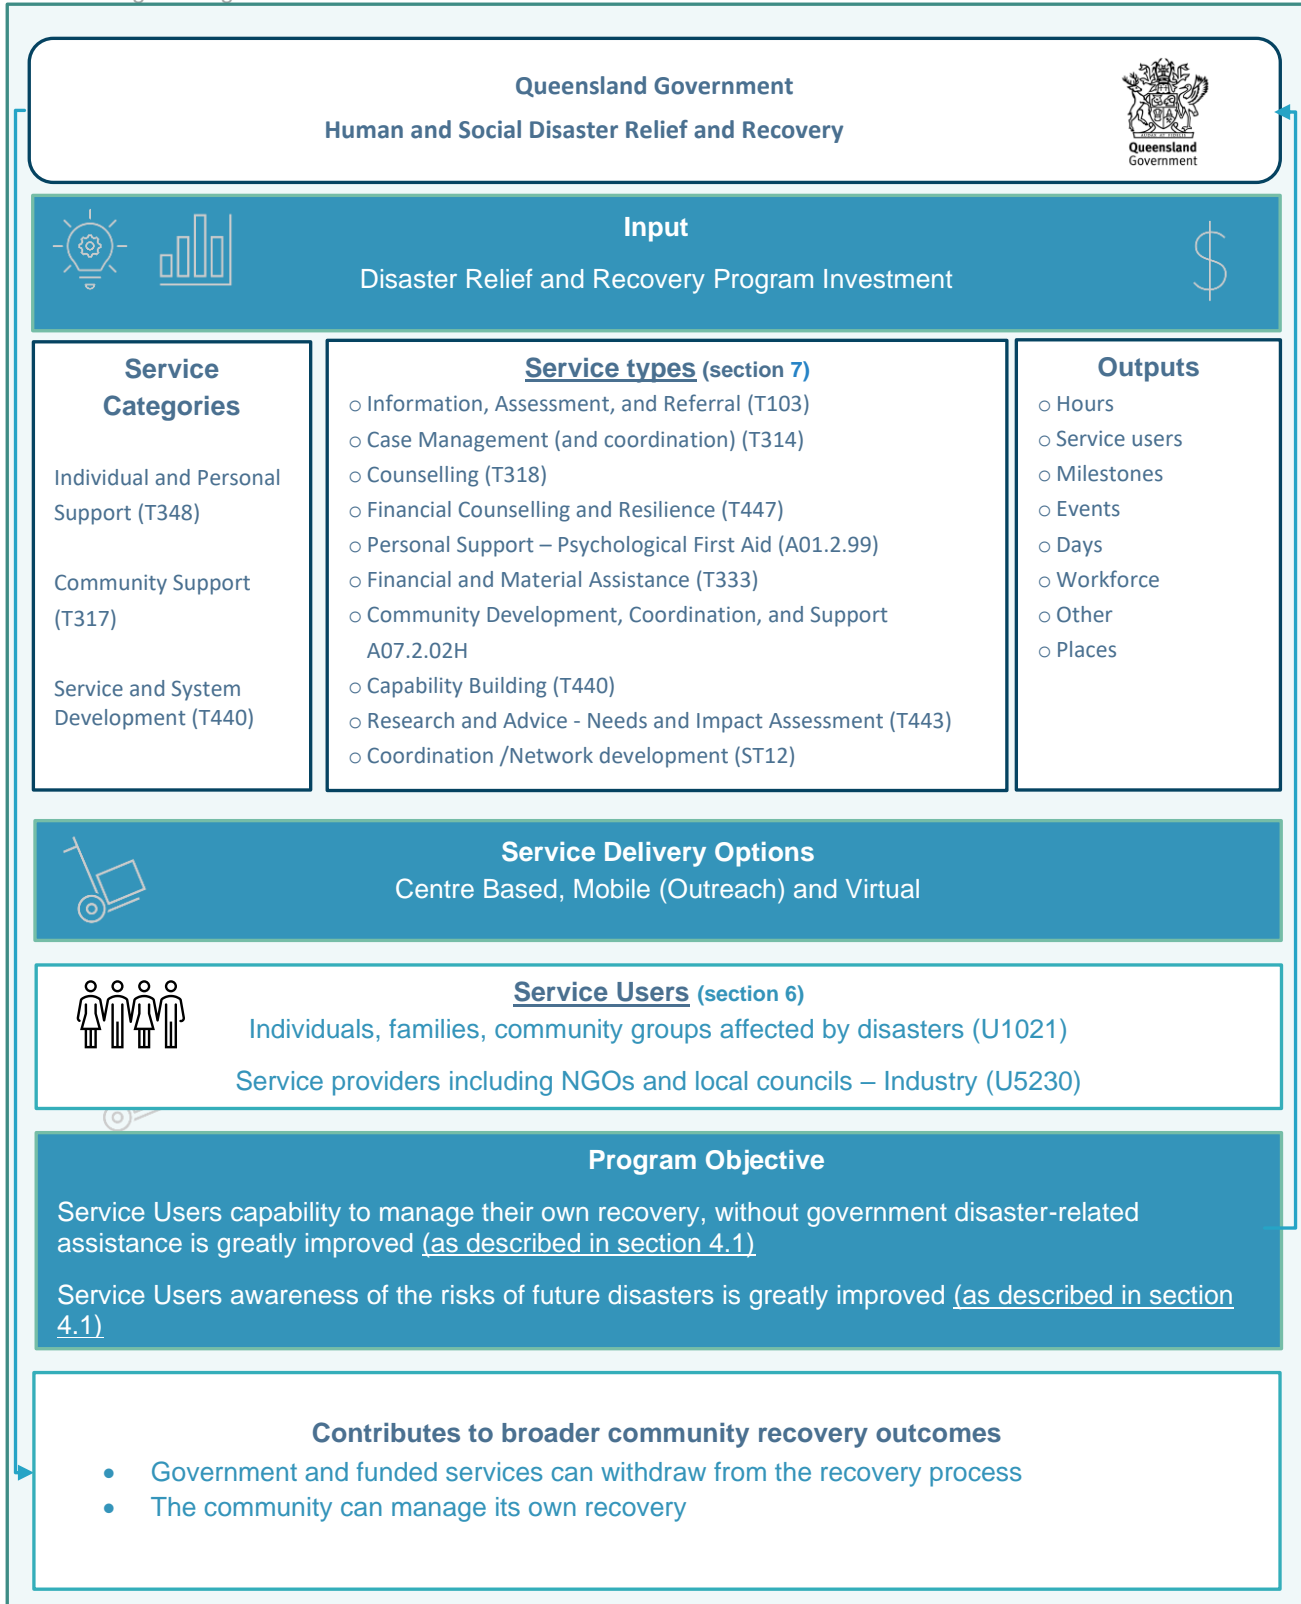 Queensland Government
Human and Social Disaster Relief and Recovery
Queensland
Government
Input
Disaster Relief and Recovery Program Investment
$
Service
Categories
Individual and Personal
Support (T348)
Community Support
(T317)
Service and System
Development (T440)
Service types (section 7)
o Information, Assessment, and Referral (T103)
o Case Management (and coordination) (T314)
o Counselling (T318)
o Financial Counselling and Resilience (T447)
o Personal Support – Psychological First Aid (A01.2.99)
o Financial and Material Assistance (T333)
o Community Development, Coordination, and Support
A07.2.02H
o Capability Building (T440)
o Research and Advice - Needs and Impact Assessment (T443)
o Coordination /Network development (ST12)
Outputs
o Hours
o Service users
o Milestones
o Events
o Days
o Workforce
o Other
o Places
Service Delivery Options
Centre Based, Mobile (Outreach) and Virtual
Service Users (section 6)
Individuals, families, community groups affected by disasters (U1021)
Service providers including NGOs and local councils – Industry (U5230)
Program Objective
Service Users capability to manage their own recovery, without government disaster-related
assistance is greatly improved (as described in section 4.1)
Service Users awareness of the risks of future disasters is greatly improved (as described in section
4.1)
Contributes to broader community recovery outcomes
• Government and funded services can withdraw from the recovery process
• The community can manage its own recovery